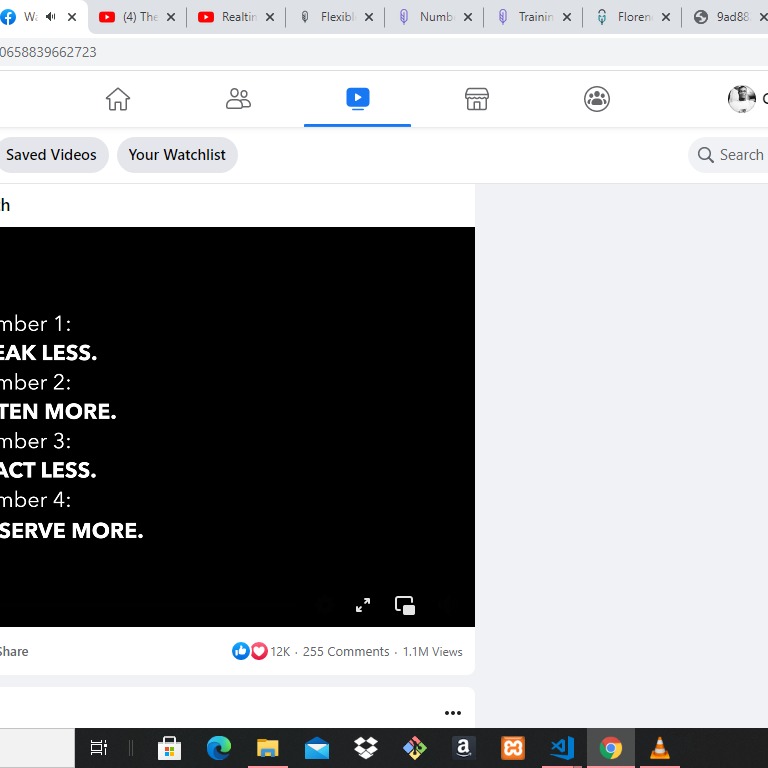 Wa
(4) The
Realtin
Flexibl
Numb
Trainin
Floren
9ad88
0658839662723
Saved Videos
Your Watchlist
Search
h
mber 1:
EAK LESS.
mber 2:
TEN MORE.
mber 3:
ACT LESS.
mber 4:
SERVE MORE.
Share
12K · 255 Comments · 1.1M Views